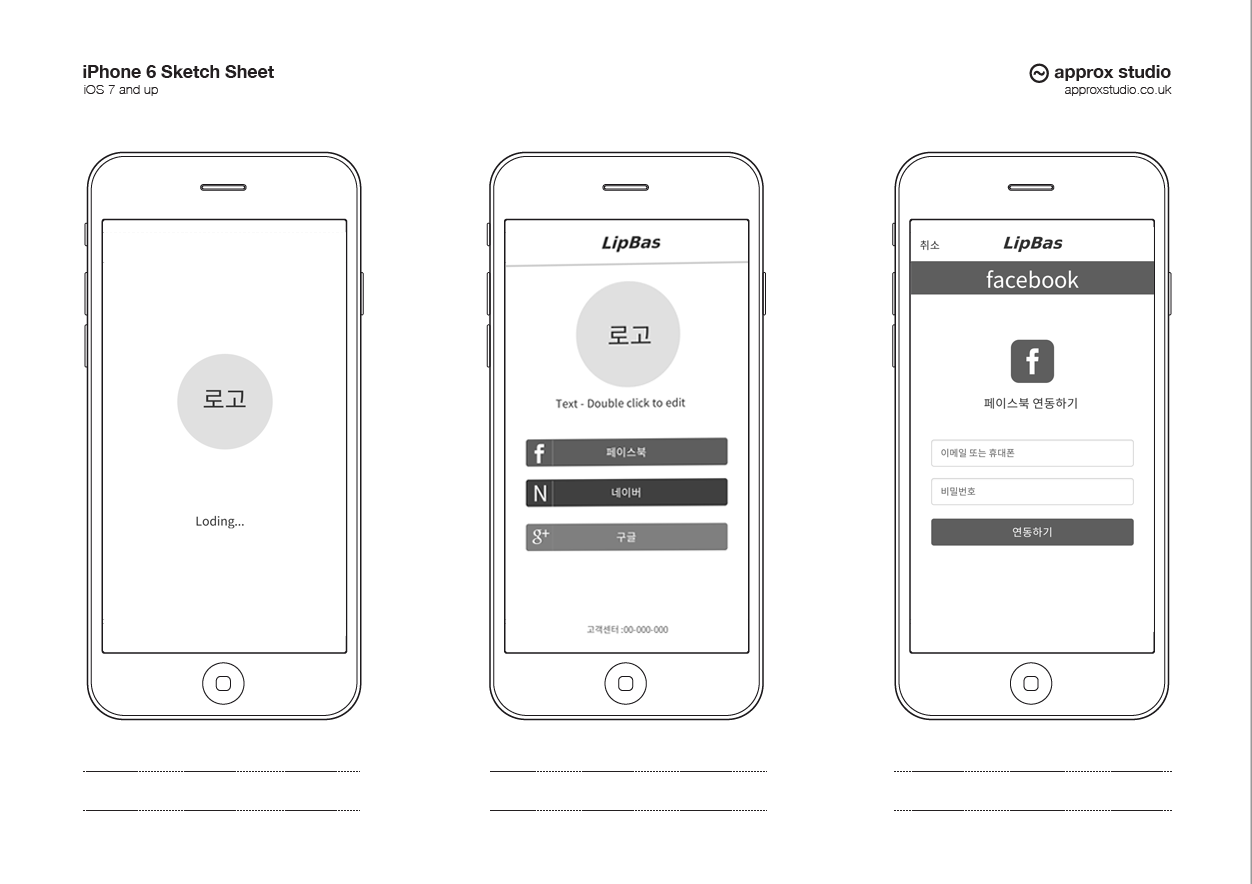 iPhone 6 Sketch Sheet
iOS 7 and up
approx studio
approxstudio.co.uk
로고
Loding...
LipBas
로고
Text - Double click to edit
f 페이스북
N 네이버
g+ 구글
고객센터 :00-000-000
취소 LipBas
facebook
f
페이스북 연동하기
이메일 또는 휴대폰
비밀번호
연동하기